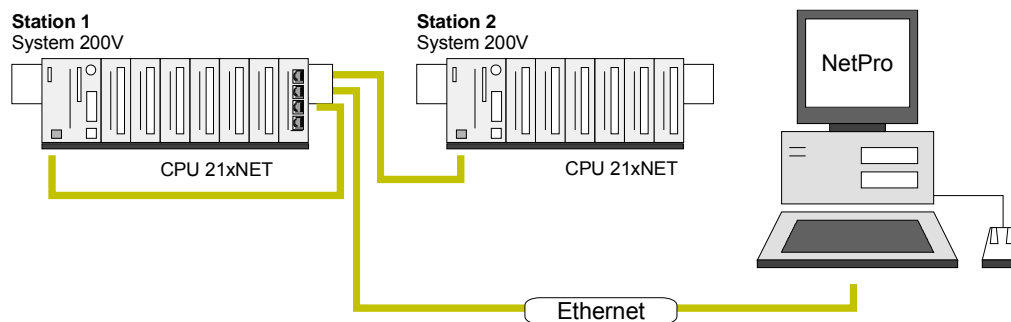 Station 1
System 200V
Station 2
System 200V
NetPro
CPU 21xNET
CPU 21xNET
Ethernet